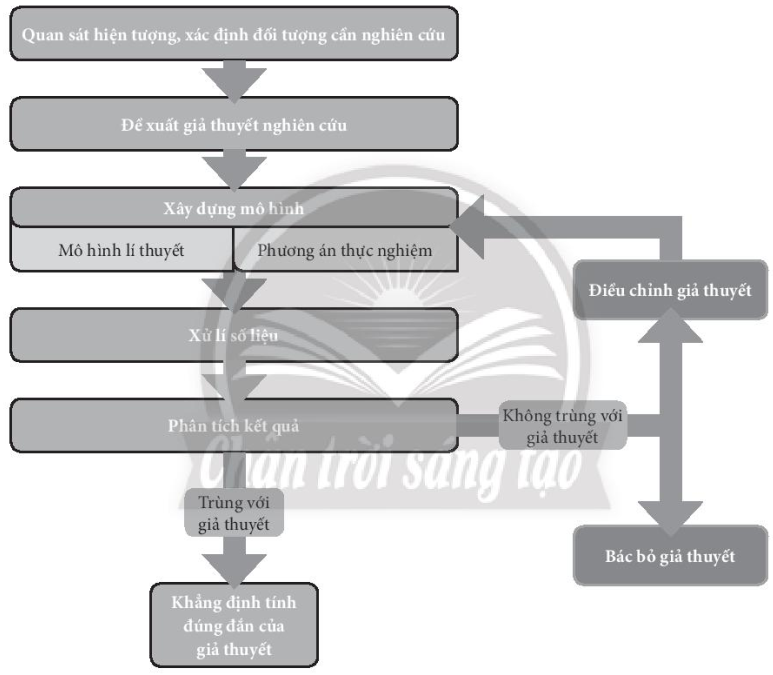 Quan sát hiện tượng, xác định đối tượng cần nghiên cứu
Đề xuất giả thuyết nghiên cứu
Xây dựng mô hình
Mô hình lí thuyết
Phương án thực nghiệm
Điều chỉnh giả thuyết
Xử lí số liệu
Phân tích kết quả
Không trùng với
giả thuyết
Chân trời sáng tạo
Trùng với
giả thuyết
Bác bỏ giả thuyết
Khẳng định tính
đúng đắn của
giả thuyết